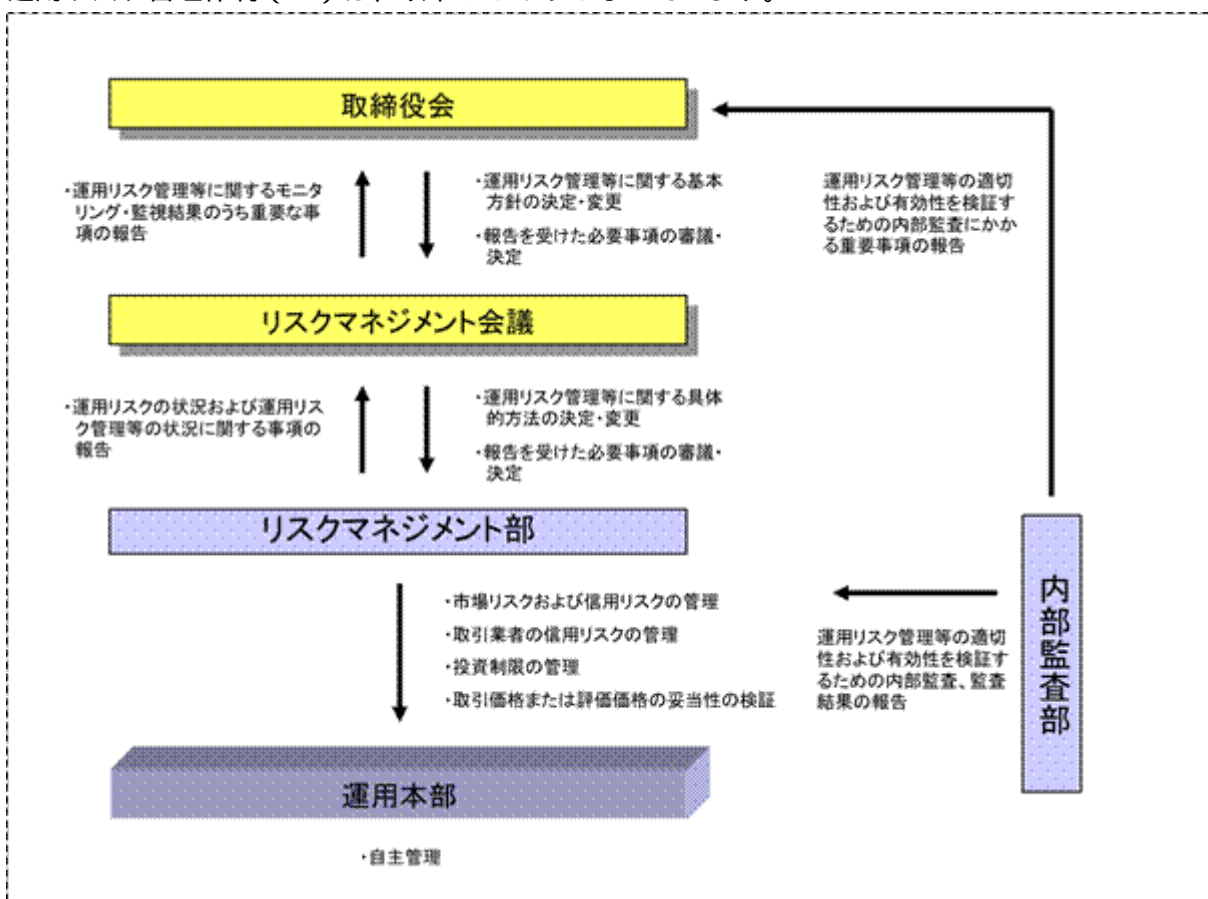 取締役会
・運用リスク管理等に関するモニタ
リング・監視結果のうち重要な事
項の報告
・運用リスク管理等に関する基本
方針の決定・変更
・報告を受けた必要事項の審議・
決定
運用リスク管理等の適切
性および有効性を検証す
るための内部監査にかか
る重要事項の報告
リスクマネジメント会議
・運用リスクの状況および運用リス
ク管理等の状況に関する事項の
報告
・運用リスク管理等に関する具体
的方法の決定・変更
・報告を受けた必要事項の審議・
決定
リスクマネジメント部
・市場リスクおよび信用リスクの管理
・取引業者の信用リスクの管理
・投資制限の管理
・取引価格または評価価格の妥当性の検証
運用リスク管理等の適切
性および有効性を検証す
るための内部監査、監査
結果の報告
内部監査部
運用本部
・自主管理